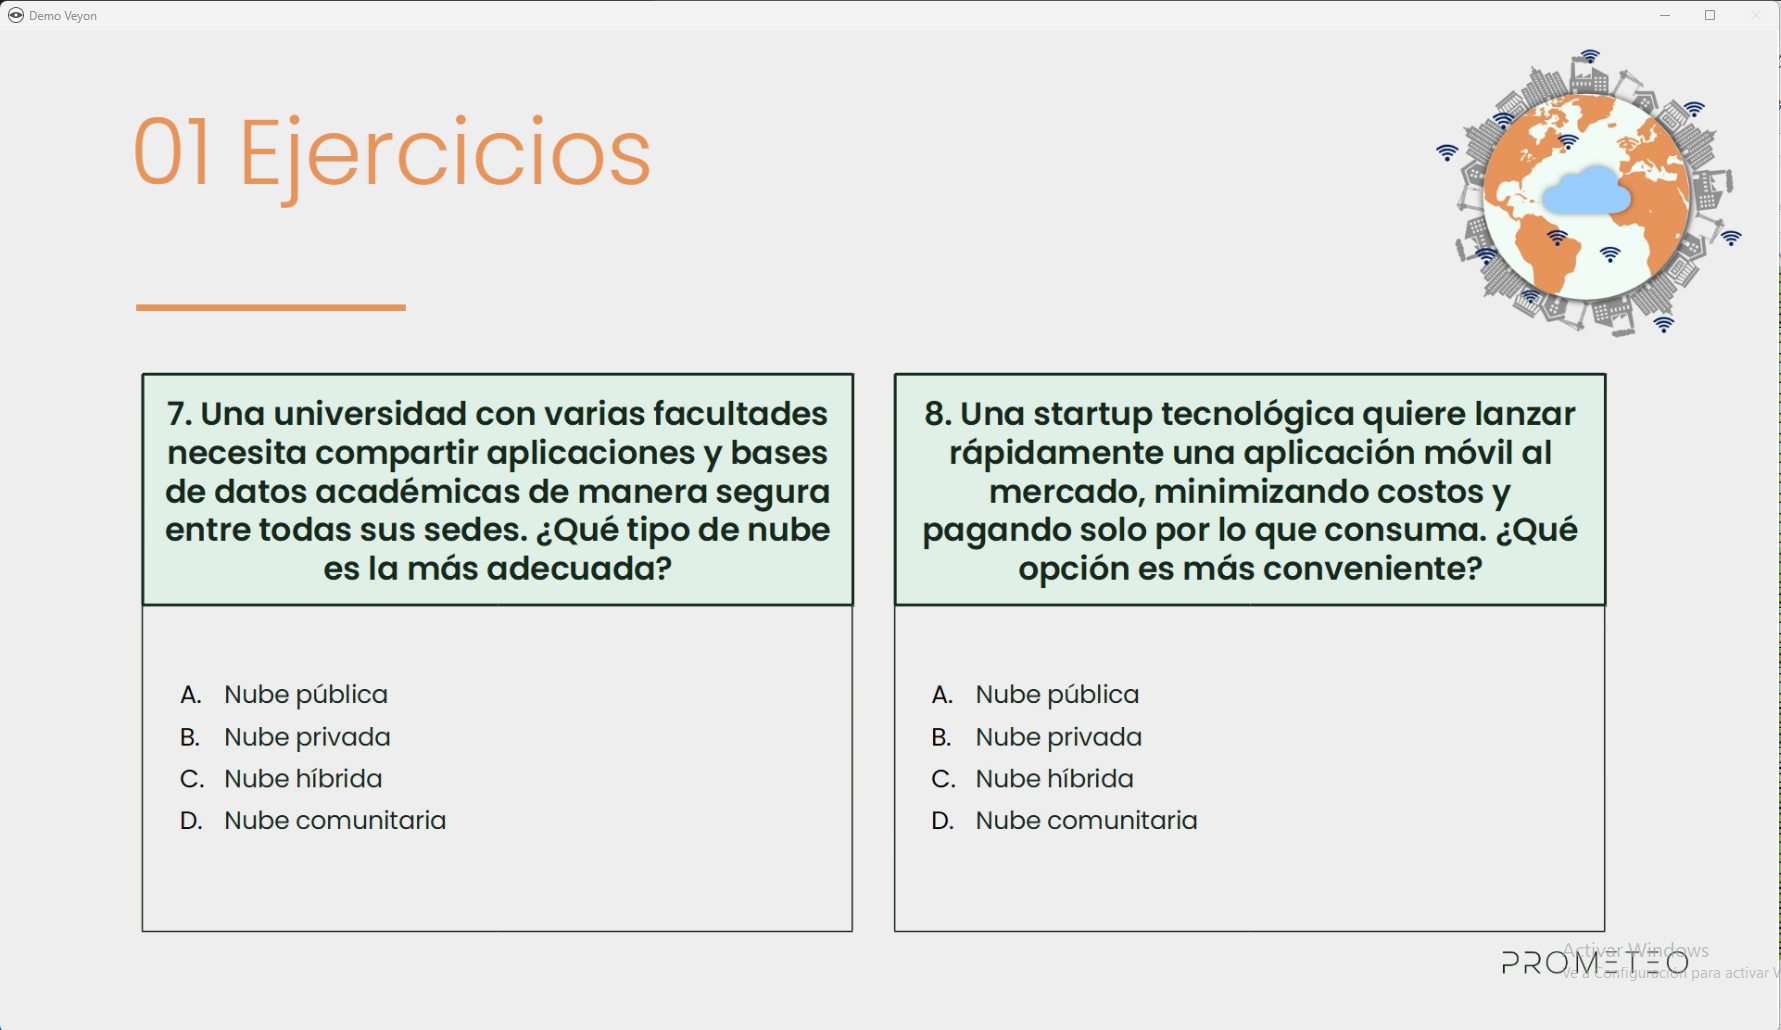 Demo Veyon
01 Ejercicios
7. Una universidad con varias facultades
necesita compartir aplicaciones y bases
de datos académicas de manera segura
entre todas sus sedes. ¿Qué tipo de nube
es la más adecuada?
A. Nube pública
B. Nube privada
C. Nube híbrida
D. Nube comunitaria
8. Una startup tecnológica quiere lanzar
rápidamente una aplicación móvil al
mercado, minimizando costos y
pagando solo por lo que consuma. ¿Qué
opción es más conveniente?
A. Nube pública
B. Nube privada
C. Nube híbrida
D. Nube comunitaria
PROMETEO
Activar Windows
Ve a Configuración para activar W